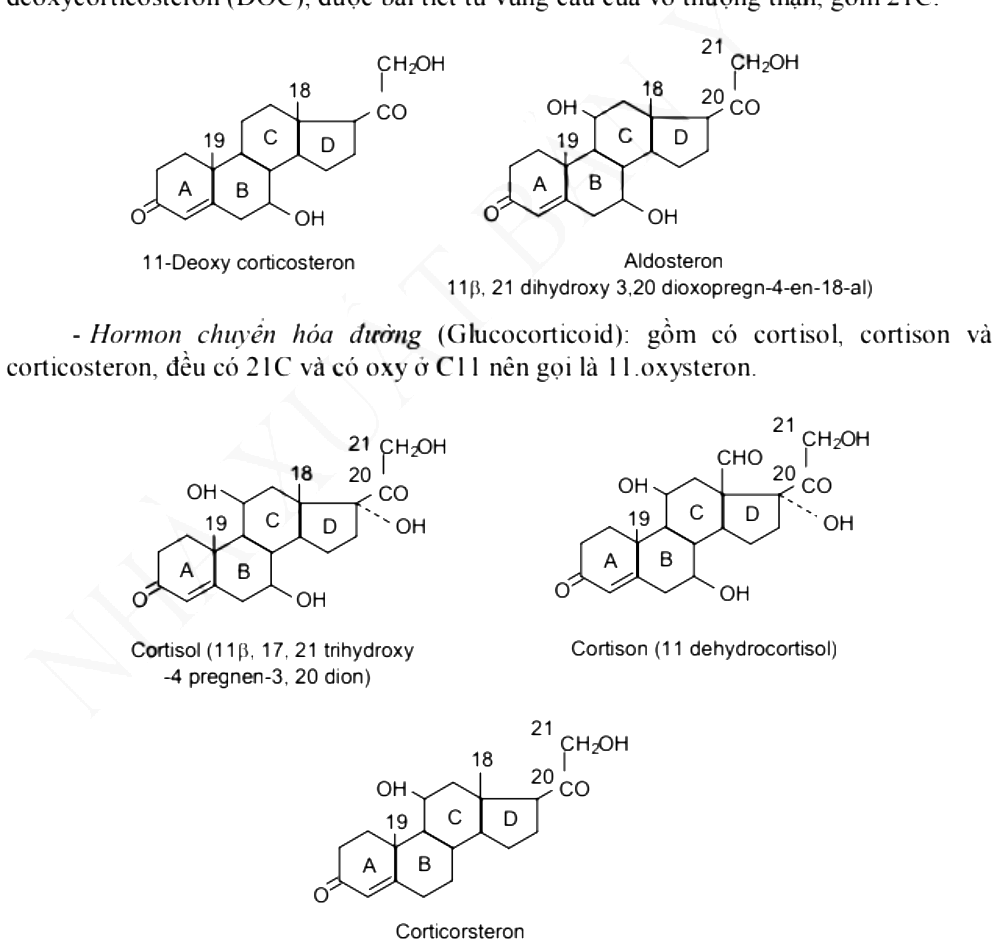 deoxycorticosteron (DOC), được bài tiết từ vùng cầu của vỏ thượng thận, gồm 21C.
CH₂OH
18
CO
19
C
D
A
B
O
OH
11-Deoxy corticosteron
21
CH₂OH
18
20
OH
CO
19
C
D
A
B
O
OH
Aldosteron
11β, 21 dihydroxy 3,20 dioxopregn-4-en-18-al)
- Hormon chuyển hóa đường (Glucocorticoid): gồm có cortisol, cortison và
corticosteron, đều có 21C và có oxy ở C11 nên gọi là 11.oxysteron.
21 CH₂OH
18
20
OH
CO
19
C
D
OH
A
B
O
OH
Cortisol (11β, 17, 21 trihydroxy
-4 pregnen-3, 20 dion)
21
CH₂OH
CHO
20
OH
CO
19
C
D
OH
A
B
O
OH
Cortison (11 dehydrocortisol)
21
CH₂OH
18
20
OH
CO
19
C
D
A
B
O
Corticorsteron
NHÀ XUẤT BẢN Y